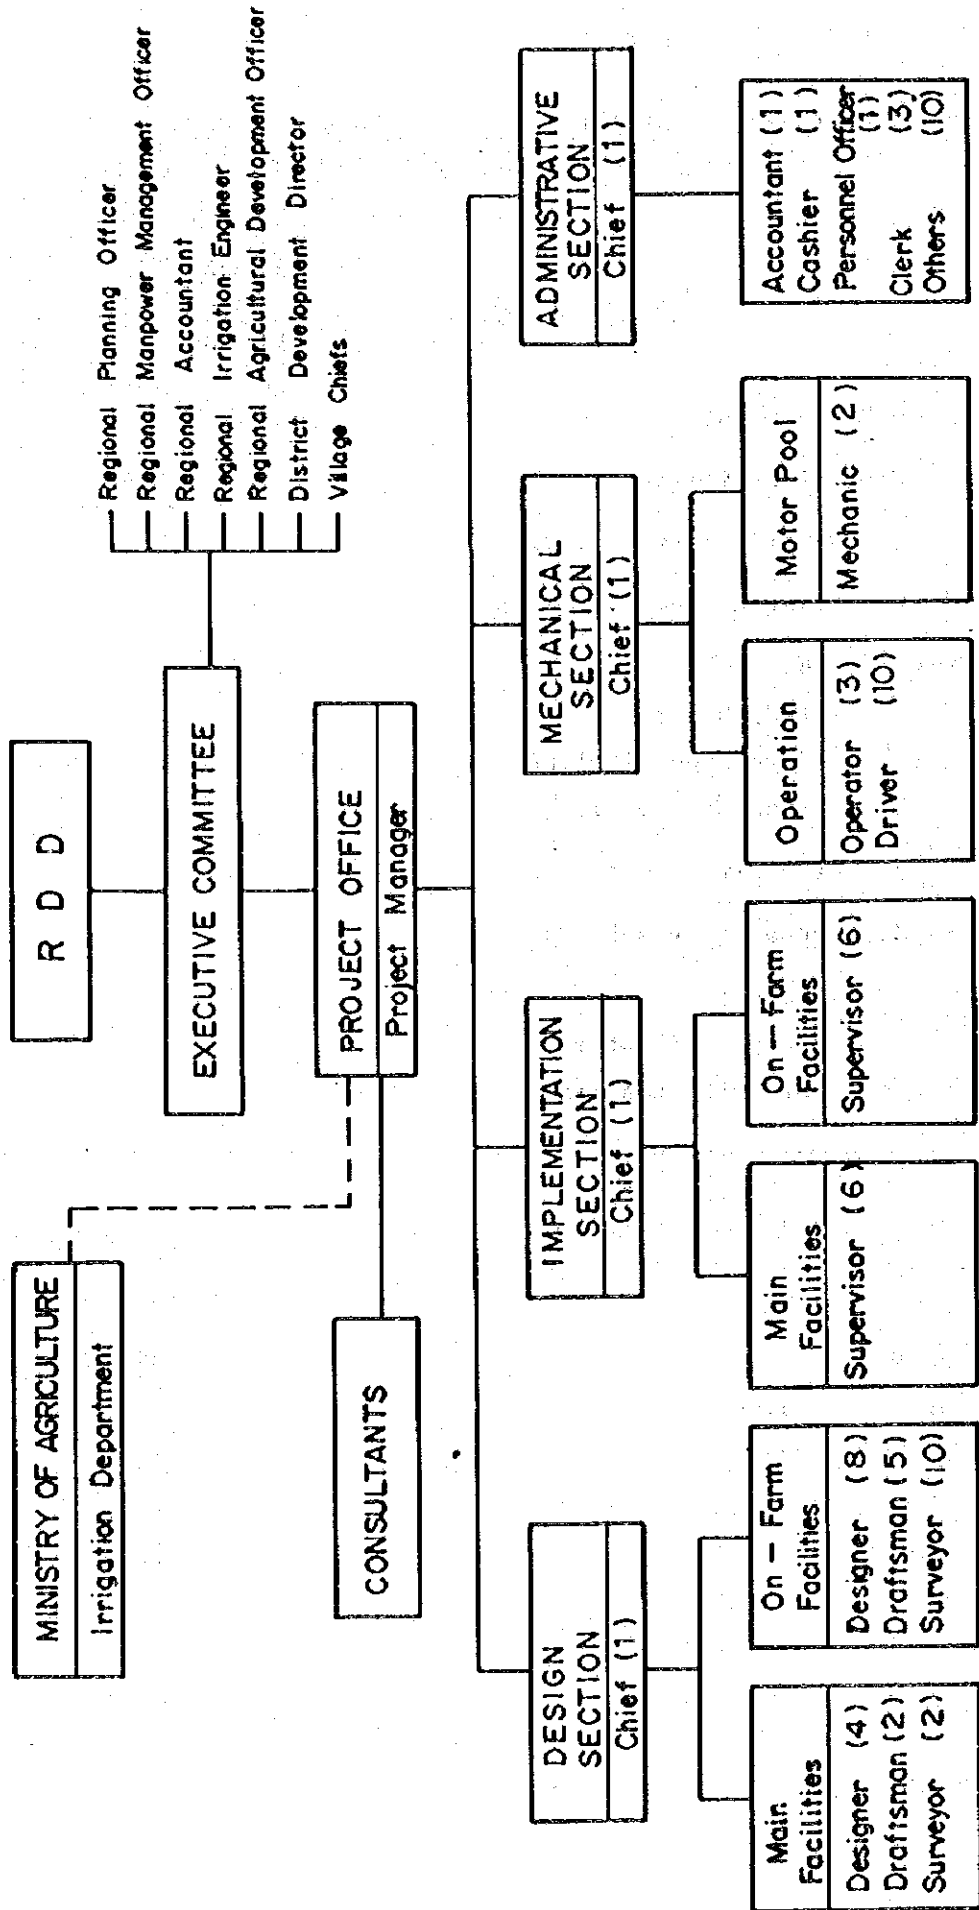 R D D
EXECUTIVE COMMITTEE
Regional Planning Officer
Regional Manpower Management Officer
Regional Accountant
Regional Irrigation Engineer
Regional Agricultural Development Officer
District Development Director
Village Chiefs
MINISTRY OF AGRICULTURE
Irrigation Department
PROJECT OFFICE
Project Manager
CONSULTANTS
DESIGN
SECTION
Chief (1)
IMPLEMENTATION
SECTION
Chief (1)
MECHANICAL
SECTION
Chief (1)
ADMINISTRATIVE
SECTION
Chief (1)
Main
Facilities
Designer (4)
Draftsman (2)
Surveyor (2)
On-Farm
Facilities
Designer (8)
Draftsman (5)
Surveyor (10)
Main
Facilities
Supervisor (6)
On-Farm
Facilities
Supervisor (6)
Operation
Operator (3)
Driver (10)
Motor Pool
Mechanic (2)
Accountant (1)
Cashier (1)
Personnel Officer
(1)
Clerk (3)
Others (10)